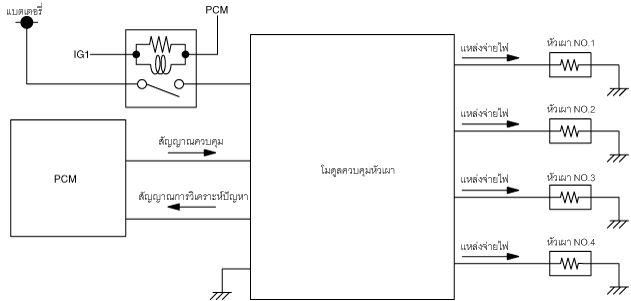 แบตเตอรี่
PCM
IG1
แหล่งจ่ายไฟ
หัวเผา NO.1
แหล่งจ่ายไฟ
หัวเผา NO.2
สัญญาณควบคุม
PCM
โมดูลควบคุมหัวเผา
สัญญาณการวิเคราะห์ปัญหา
แหล่งจ่ายไฟ
หัวเผา NO.3
แหล่งจ่ายไฟ
หัวเผา NO.4